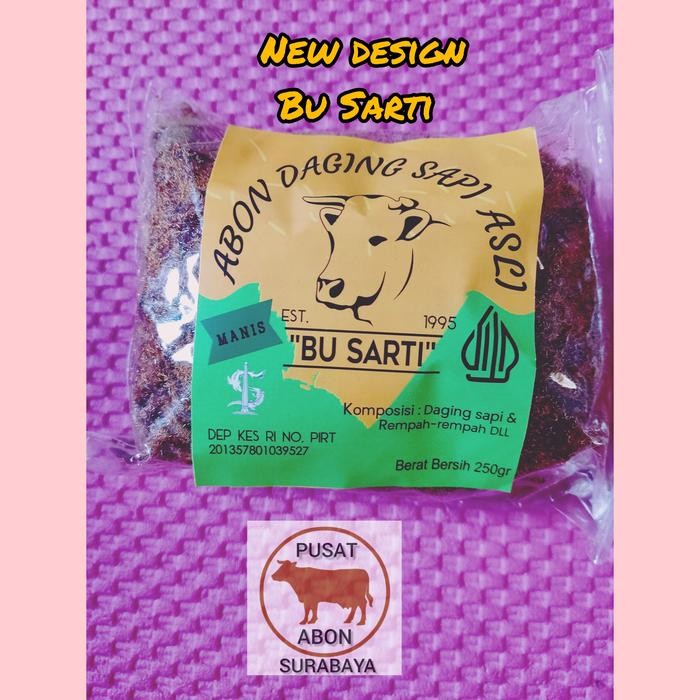 New design
Bu Sarti
ABON DAGING SAPI ASLI
EST. 1995
MANIS
"BU SARTI"
Komposisi : Daging sapi &
Rempah-rempah DLL
DEP KES RI NO. PIRT
201357801039527
Berat Bersih 250gr
PUSAT
ABON
SURABAYA